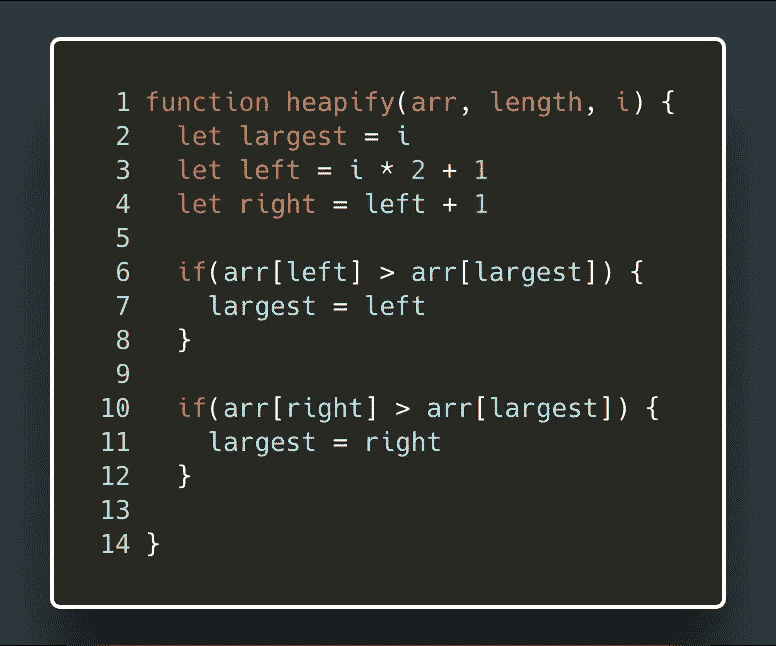 1 function heapify(arr, length, i) {
2   let largest = i
3   let left = i * 2 + 1
4   let right = left + 1
5
6   if(arr[left] > arr[largest]) {
7     largest = left
8   }
9
10   if(arr[right] > arr[largest]) {
11     largest = right
12   }
13
14 }